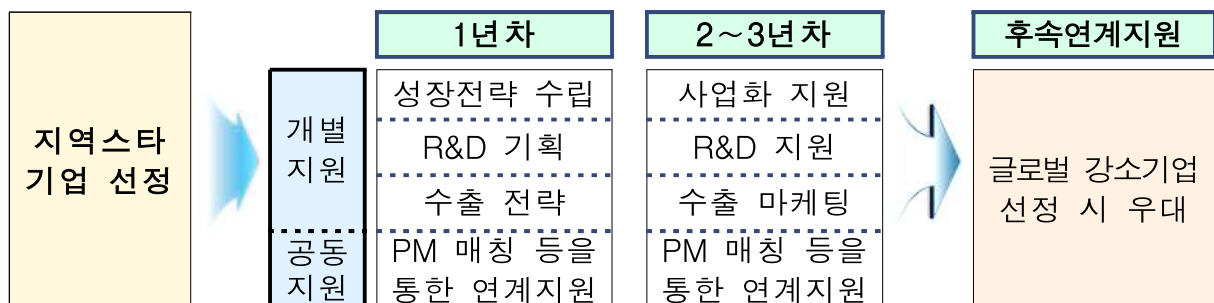 1년차
2～3년차
후속연계지원
지역스타
기업 선정
개별
지원
성장전략 수립
사업화 지원
R&D 기획
R&D 지원
수출 전략
수출 마케팅
글로벌 강소기업
선정 시 우대
공동
지원
PM 매칭 등을
통한 연계지원
PM 매칭 등을
통한 연계지원